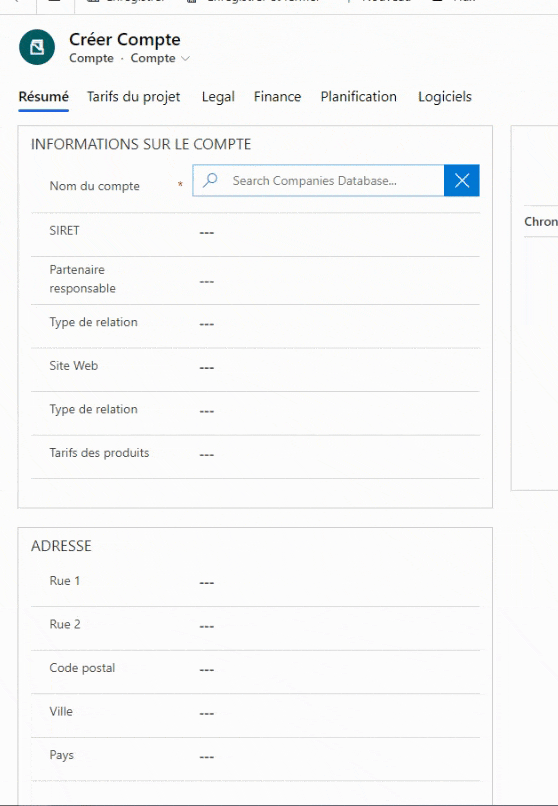 Créer Compte
Compte · Compte
Résumé Tarifs du projet Legal Finance Planification Logiciels
INFORMATIONS SUR LE COMPTE
Nom du compte * Search Companies Database...
SIRET ---
Chron
Partenaire
responsable ---
Type de relation ---
Site Web ---
Type de relation ---
Tarifs des produits ---
ADRESSE
Rue 1 ---
Rue 2 ---
Code postal ---
Ville ---
Pays ---